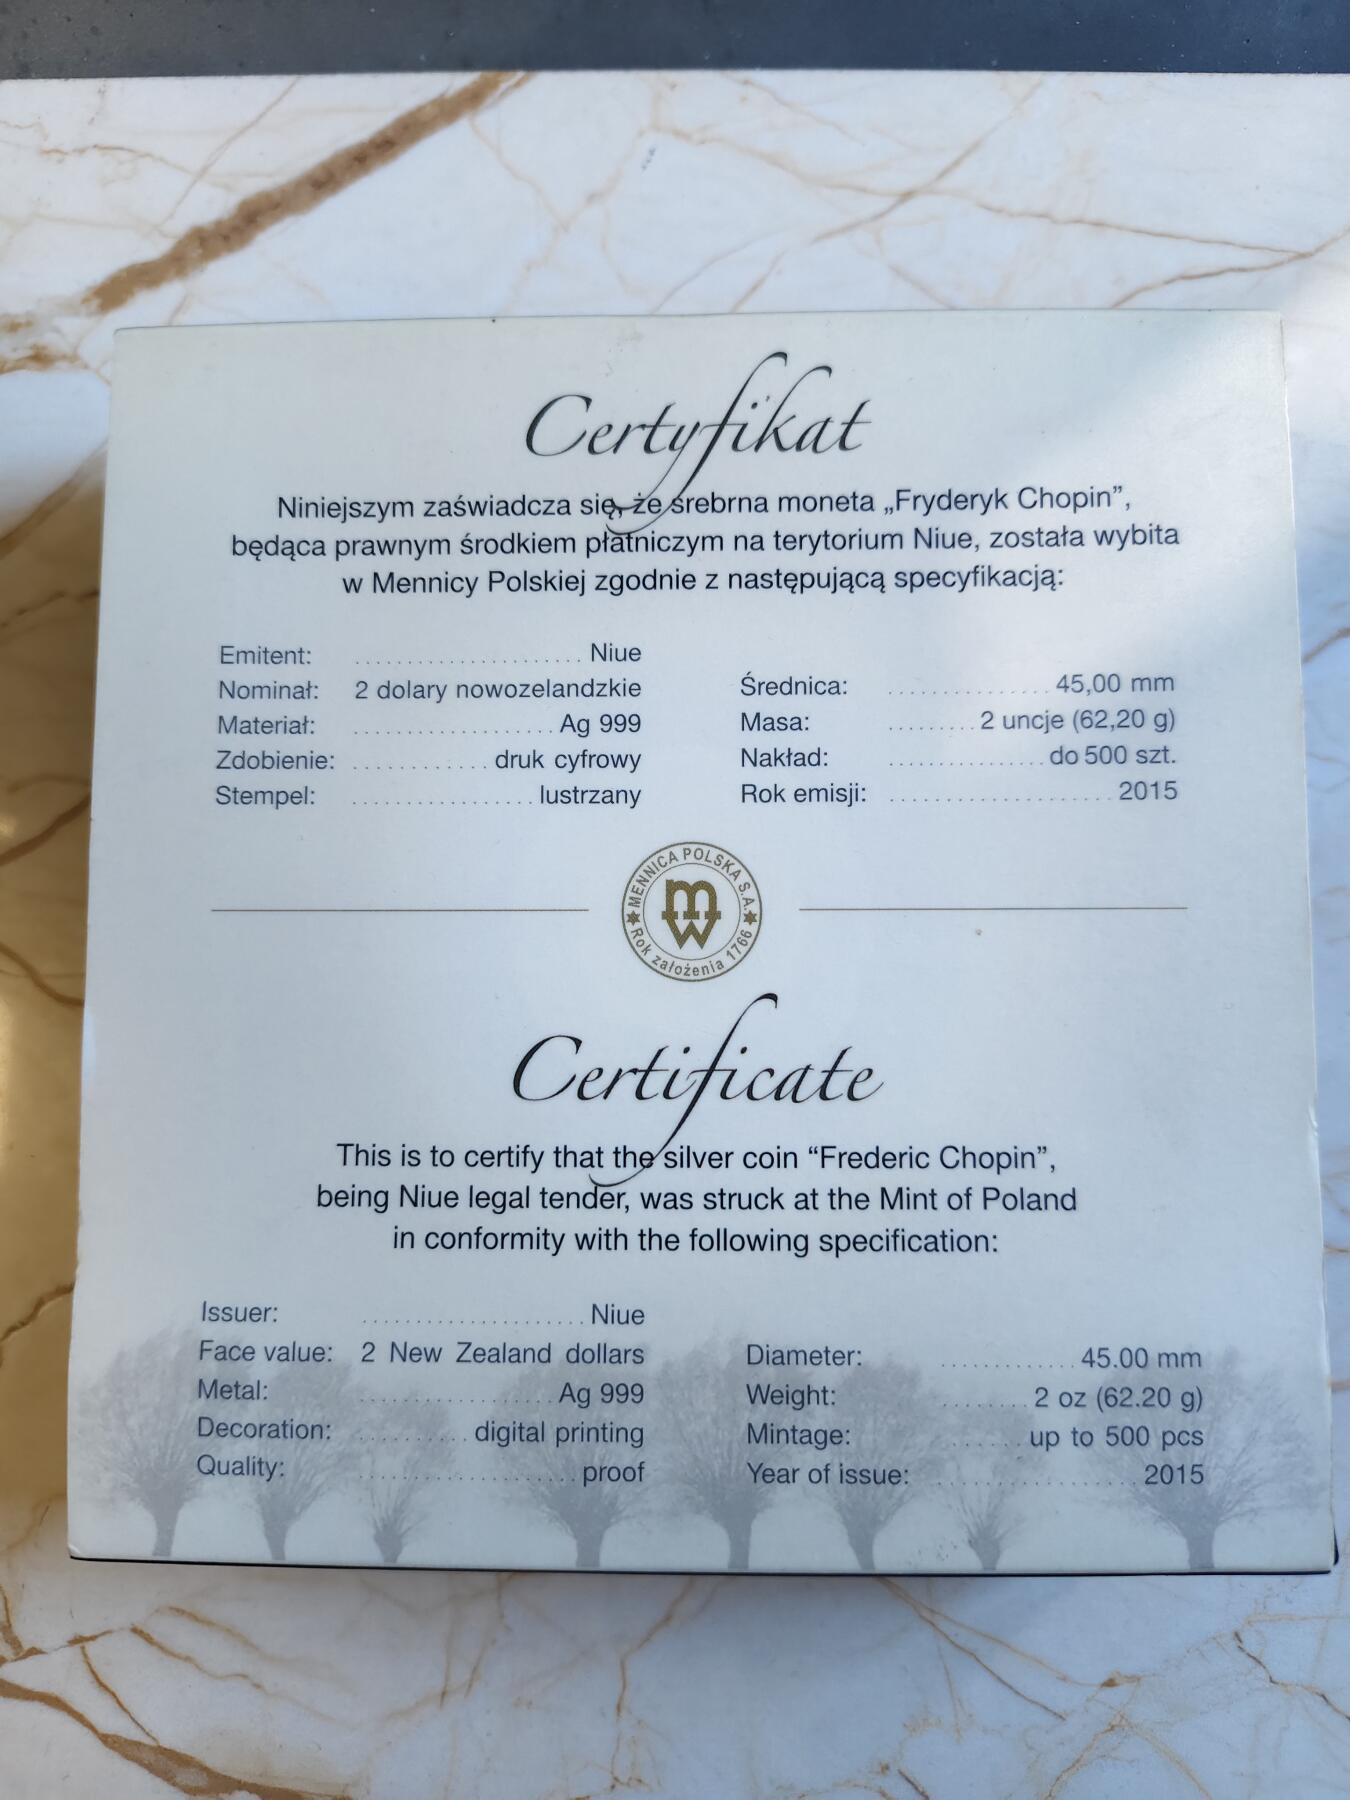 Certyfikat
Niniejszym zaświadcza się, że srebrna moneta „Fryderyk Chopin”,
będąca prawnym środkiem płatniczym na terytorium Niue, została wybita
w Mennicy Polskiej zgodnie z następującą specyfikacją:
Emitent: ...................... Niue
Nominał: 2 dolary nowozelandzkie
Materiał: ................... Ag 999
Zdobienie: ............. druk cyfrowy
Stempel: .................. lustrzany
Średnica: ................ 45,00 mm
Masa: ......... 2 uncje (62,20 g)
Nakład: ............... do 500 szt.
Rok emisji: ...................... 2015
MENNICA POLSKA S.A.
mw
Rok założenia 1766
Certificate
This is to certify that the silver coin “Frederic Chopin”,
being Niue legal tender, was struck at the Mint of Poland
in conformity with the following specification:
Issuer: ...................... Niue
Face value: 2 New Zealand dollars
Metal: ................... Ag 999
Decoration: ........... digital printing
Quality: ..................... proof
Diameter: ............. 45.00 mm
Weight: ........ 2 oz (62.20 g)
Mintage: ........ up to 500 pcs
Year of issue: .................... 2015